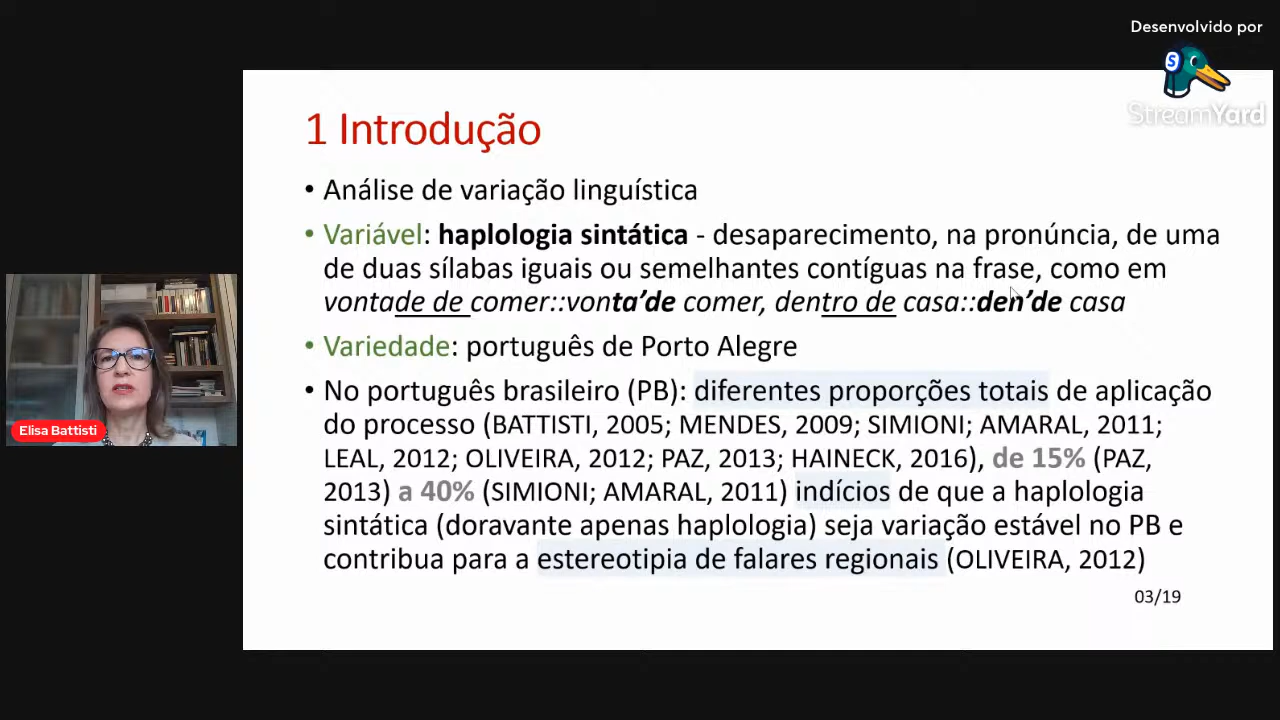 Desenvolvido por
S
StreamYard
1 Introdução
• Análise de variação linguística
• Variável: haplologia sintática - desaparecimento, na pronúncia, de uma
de duas sílabas iguais ou semelhantes contíguas na frase, como em
vontade de comer::vonta’de comer, dentro de casa::den’de casa
• Variedade: português de Porto Alegre
• No português brasileiro (PB): diferentes proporções totais de aplicação
do processo (BATTISTI, 2005; MENDES, 2009; SIMIONI; AMARAL, 2011;
LEAL, 2012; OLIVEIRA, 2012; PAZ, 2013; HAINECK, 2016), de 15% (PAZ,
2013) a 40% (SIMIONI; AMARAL, 2011) indícios de que a haplologia
sintática (doravante apenas haplologia) seja variação estável no PB e
contribua para a estereotipia de falares regionais (OLIVEIRA, 2012)
03/19
Elisa Battisti